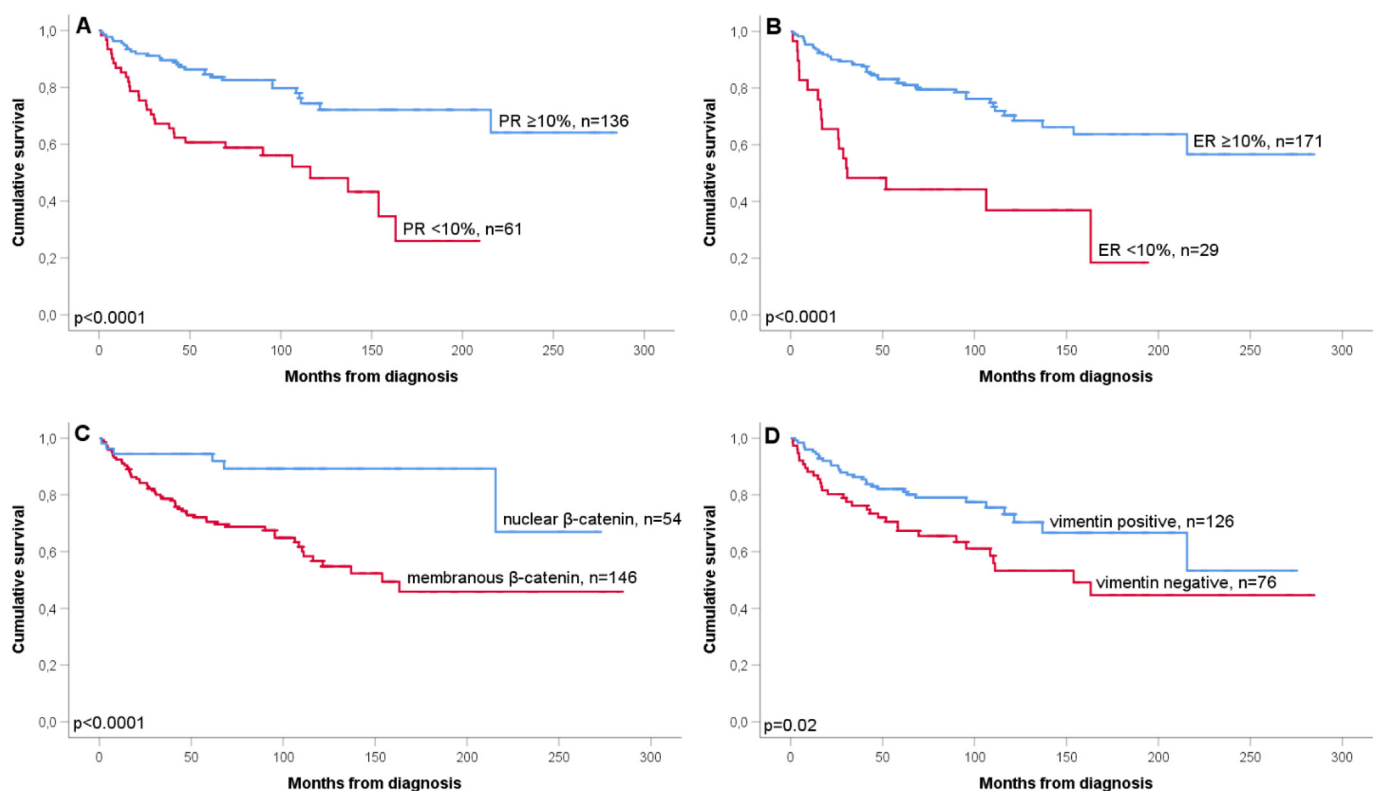 A
1,0
0,8
0,6
0,4
0,2
0,0
Cumulative survival
PR ≥10%, n=136
PR <10%, n=61
p<0.0001
0 50 100 150 200 250 300
Months from diagnosis
B
1,0
0,8
0,6
0,4
0,2
0,0
Cumulative survival
ER ≥10%, n=171
ER <10%, n=29
p<0.0001
0 50 100 150 200 250 300
Months from diagnosis
C
1,0
0,8
0,6
0,4
0,2
0,0
Cumulative survival
nuclear β-catenin, n=54
membranous β-catenin, n=146
p<0.0001
0 50 100 150 200 250 300
Months from diagnosis
D
1,0
0,8
0,6
0,4
0,2
0,0
Cumulative survival
vimentin positive, n=126
vimentin negative, n=76
p=0.02
0 50 100 150 200 250 300
Months from diagnosis